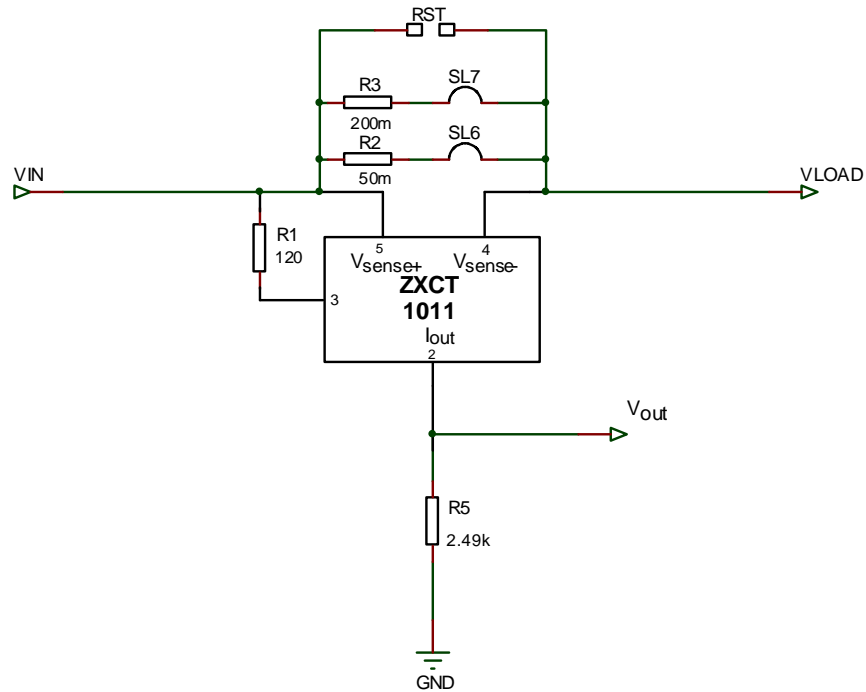 RST
R3
SL7
200m
R2
SL6
50m
VIN
VLOAD
R1
120
5
4
Vsense+
Vsense-
ZXCT
1011
3
Iout
2
Vout
R5
2.49k
GND